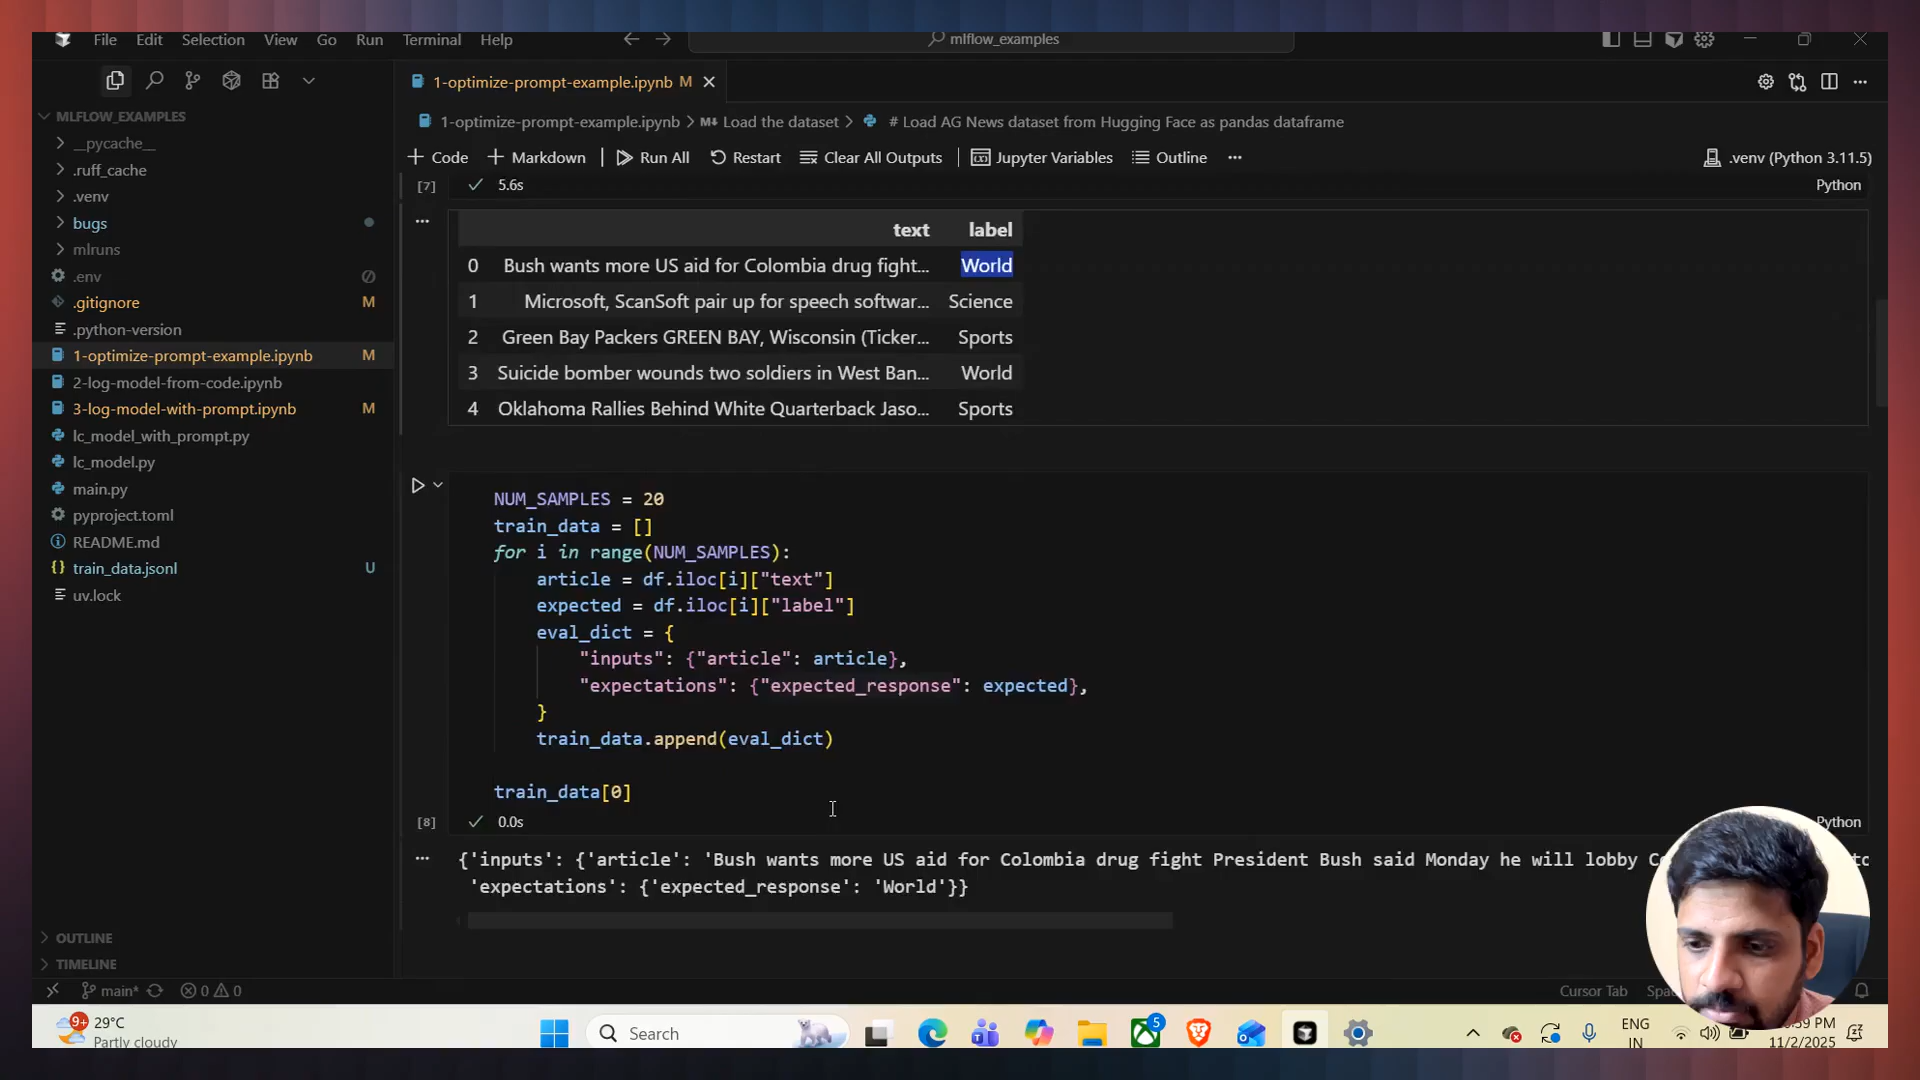 File Edit Selection View Go Run Terminal Help
mlflow_examples
1-optimize-prompt-example.ipynb M
MLFLOW_EXAMPLES
1-optimize-prompt-example.ipynb > M↓ Load the dataset > # Load AG News dataset from Hugging Face as pandas dataframe
__pycache__
.ruff_cache
.venv
bugs
mlruns
.env
.gitignore M
.python-version
1-optimize-prompt-example.ipynb M
2-log-model-from-code.ipynb
3-log-model-with-prompt.ipynb M
lc_model_with_prompt.py
lc_model.py
main.py
pyproject.toml
README.md
train_data.jsonl U
uv.lock
OUTLINE
TIMELINE
+ Code + Markdown Run All Restart Clear All Outputs Jupyter Variables Outline ... .venv (Python 3.11.5)
[7] 5.6s Python
text label
0 Bush wants more US aid for Colombia drug fight... World
1 Microsoft, ScanSoft pair up for speech softwar... Science
2 Green Bay Packers GREEN BAY, Wisconsin (Ticker... Sports
3 Suicide bomber wounds two soldiers in West Ban... World
4 Oklahoma Rallies Behind White Quarterback Jaso... Sports
NUM_SAMPLES = 20
train_data = []
for i in range(NUM_SAMPLES):
article = df.iloc[i]["text"]
expected = df.iloc[i]["label"]
eval_dict = {
"inputs": {"article": article},
"expectations": {"expected_response": expected},
}
train_data.append(eval_dict)
train_data[0]
[8] 0.0s Python
{'inputs': {'article': 'Bush wants more US aid for Colombia drug fight President Bush said Monday he will lobby
'expectations': {'expected_response': 'World'}}
main* 0 0
Cursor Tab
9+ 29°C
Partly cloudy
Search
5
ENG
IN
11/2/2025